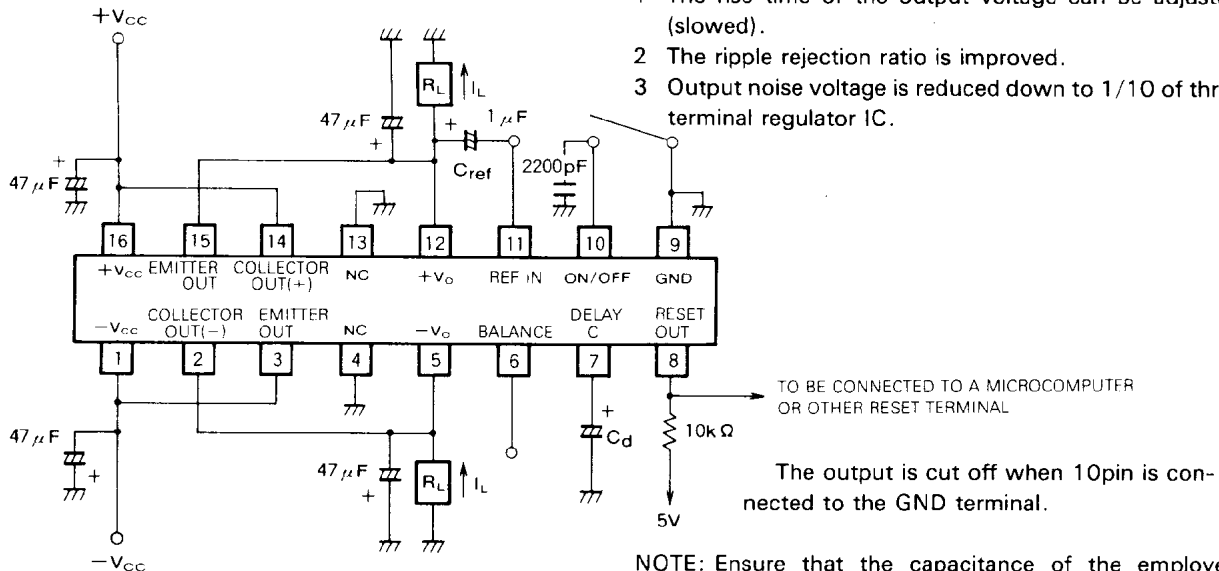 +Vcc
The rise time of the output voltage can be
(slowed).
2 The ripple rejection ratio is improved.
3 Output noise voltage is reduced down to 1/10 of
terminal regulator IC.
RL
IL
47μF
+
1μF
+
Cref
2200pF
47μF
+
16
15
14
13
12
11
10
9
+Vcc
EMITTER OUT
COLLECTOR OUT(+)
NC
+Vo
REF IN
ON/OFF
GND
-Vcc
COLLECTOR OUT(-)
EMITTER OUT
NC
-Vo
BALANCE
DELAY C
RESET OUT
1
2
3
4
5
6
7
8
TO BE CONNECTED TO A MICROCOMPUTER
OR OTHER RESET TERMINAL
47μF
+
47μF
+
RL
IL
+
Cd
10kΩ
5V
The output is cut off when 10pin is con-
nected to the GND terminal.
-Vcc
NOTE: Ensure that the capacitance of the